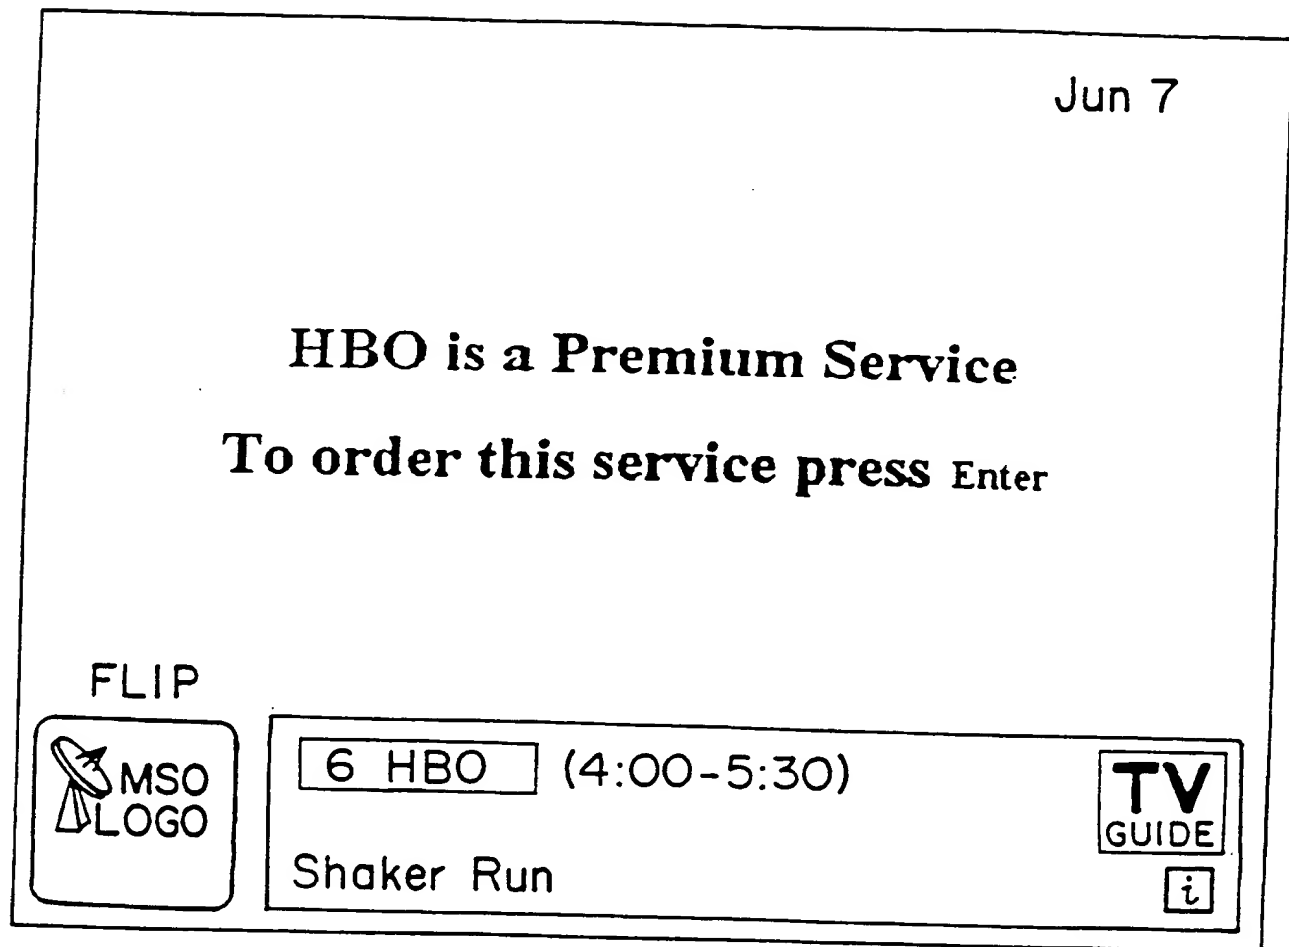 Jun 7
HBO is a Premium Service
To order this service press Enter
FLIP
MSO
LOGO
6 HBO (4:00-5:30)
TV
GUIDE
Shaker Run
i